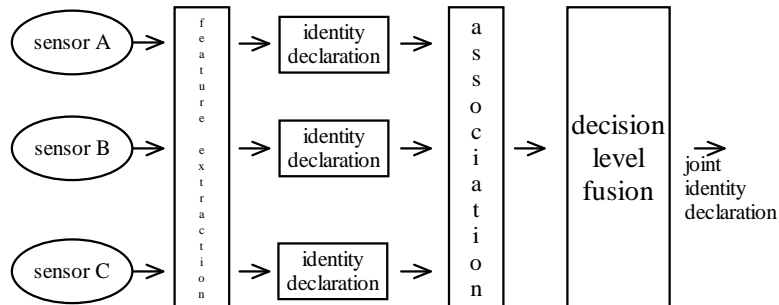 sensor A
sensor B
sensor C
feature extraction
identity
declaration
identity
declaration
identity
declaration
association
decision
level
fusion
joint
identity
declaration